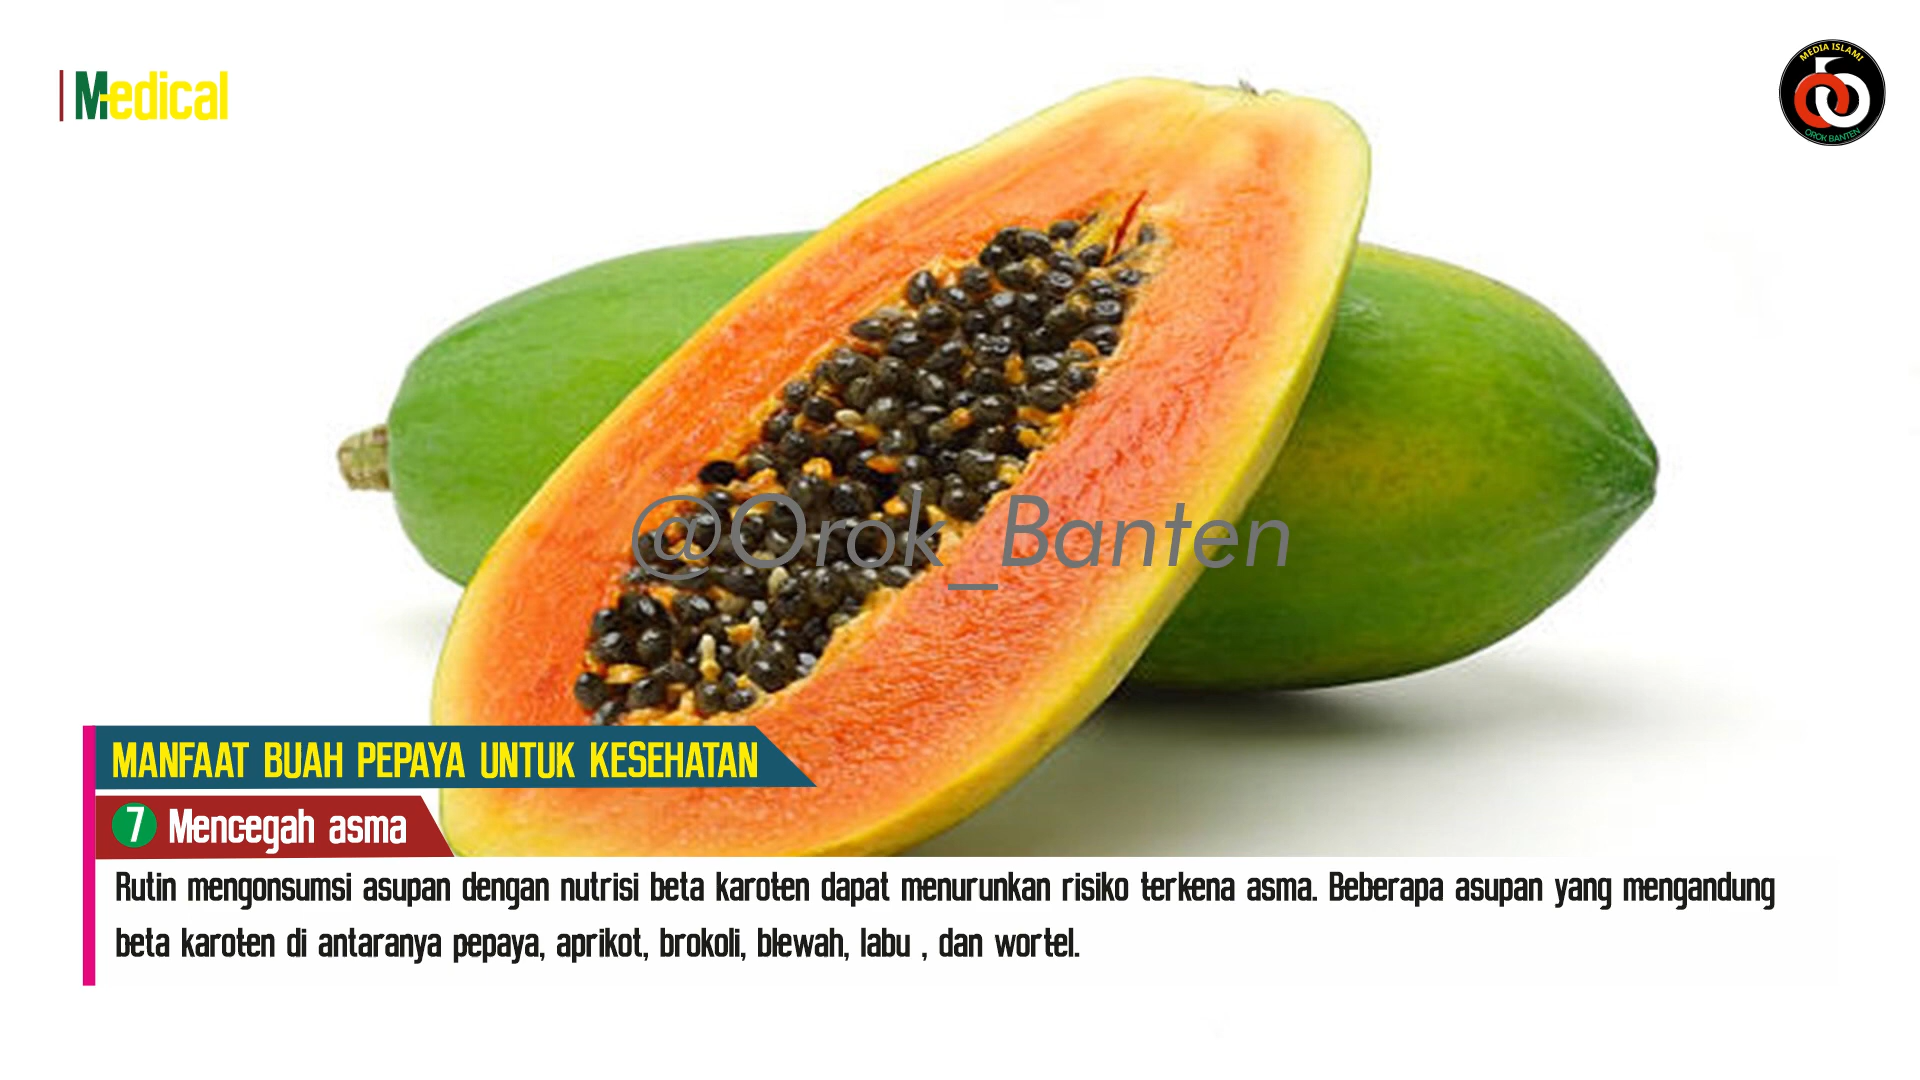 Medical
MEDIA ISLAMI
OROK BANTEN
@Orok_Banten
MANFAAT BUAH PEPAYA UNTUK KESEHATAN
7 Mencegah asma
Rutin mengonsumsi asupan dengan nutrisi beta karoten dapat menurunkan risiko terkena asma. Beberapa asupan yang mengandung
beta karoten di antaranya pepaya, aprikot, brokoli, blewah, labu , dan wortel.